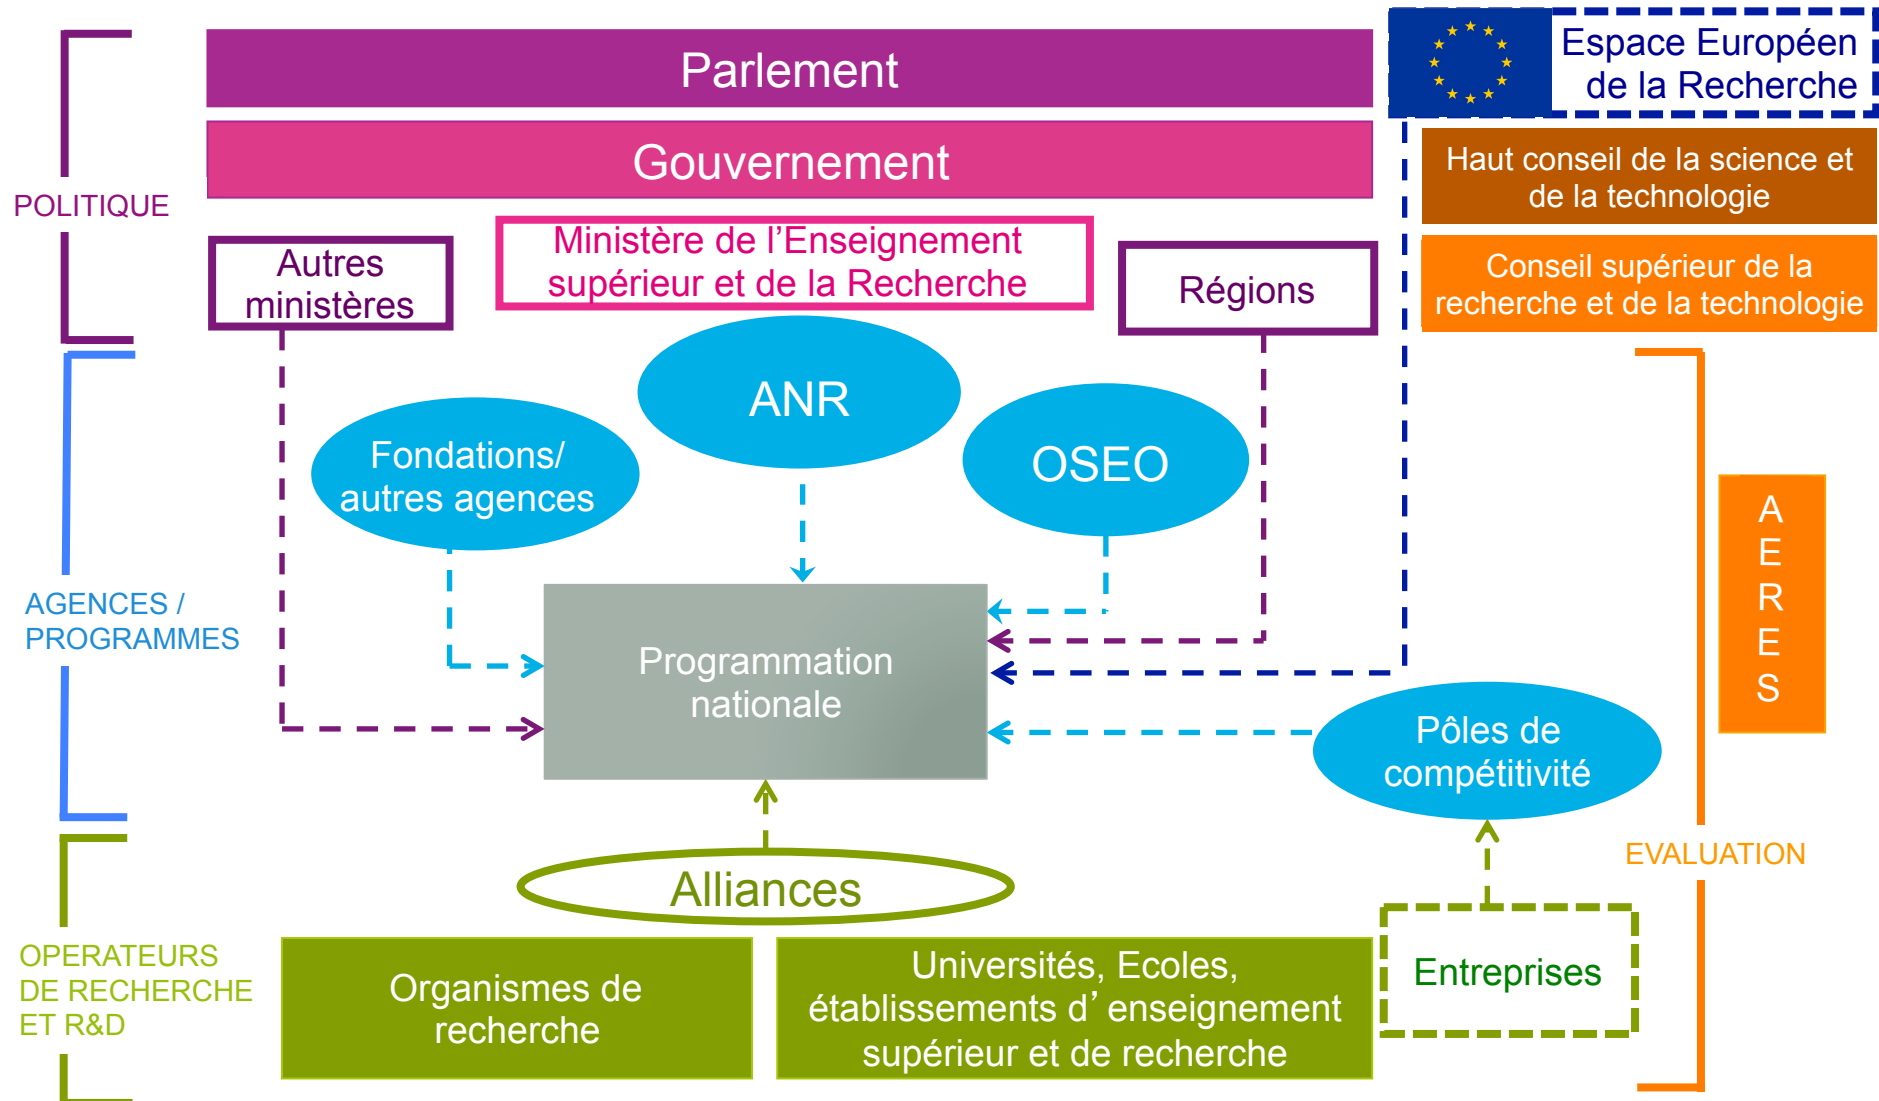 Parlement
Espace Européen
de la Recherche
Gouvernement
Haut conseil de la science et
de la technologie
POLITIQUE
Autres
ministères
Ministère de l’Enseignement
supérieur et de la Recherche
Régions
Conseil supérieur de la
recherche et de la technologie
ANR
Fondations/
autres agences
OSEO
A
E
R
E
S
AGENCES /
PROGRAMMES
Programmation
nationale
Pôles de
compétitivité
EVALUATION
Alliances
OPERATEURS
DE RECHERCHE
ET R&D
Organismes de
recherche
Universités, Ecoles,
établissements d’ enseignement
supérieur et de recherche
Entreprises